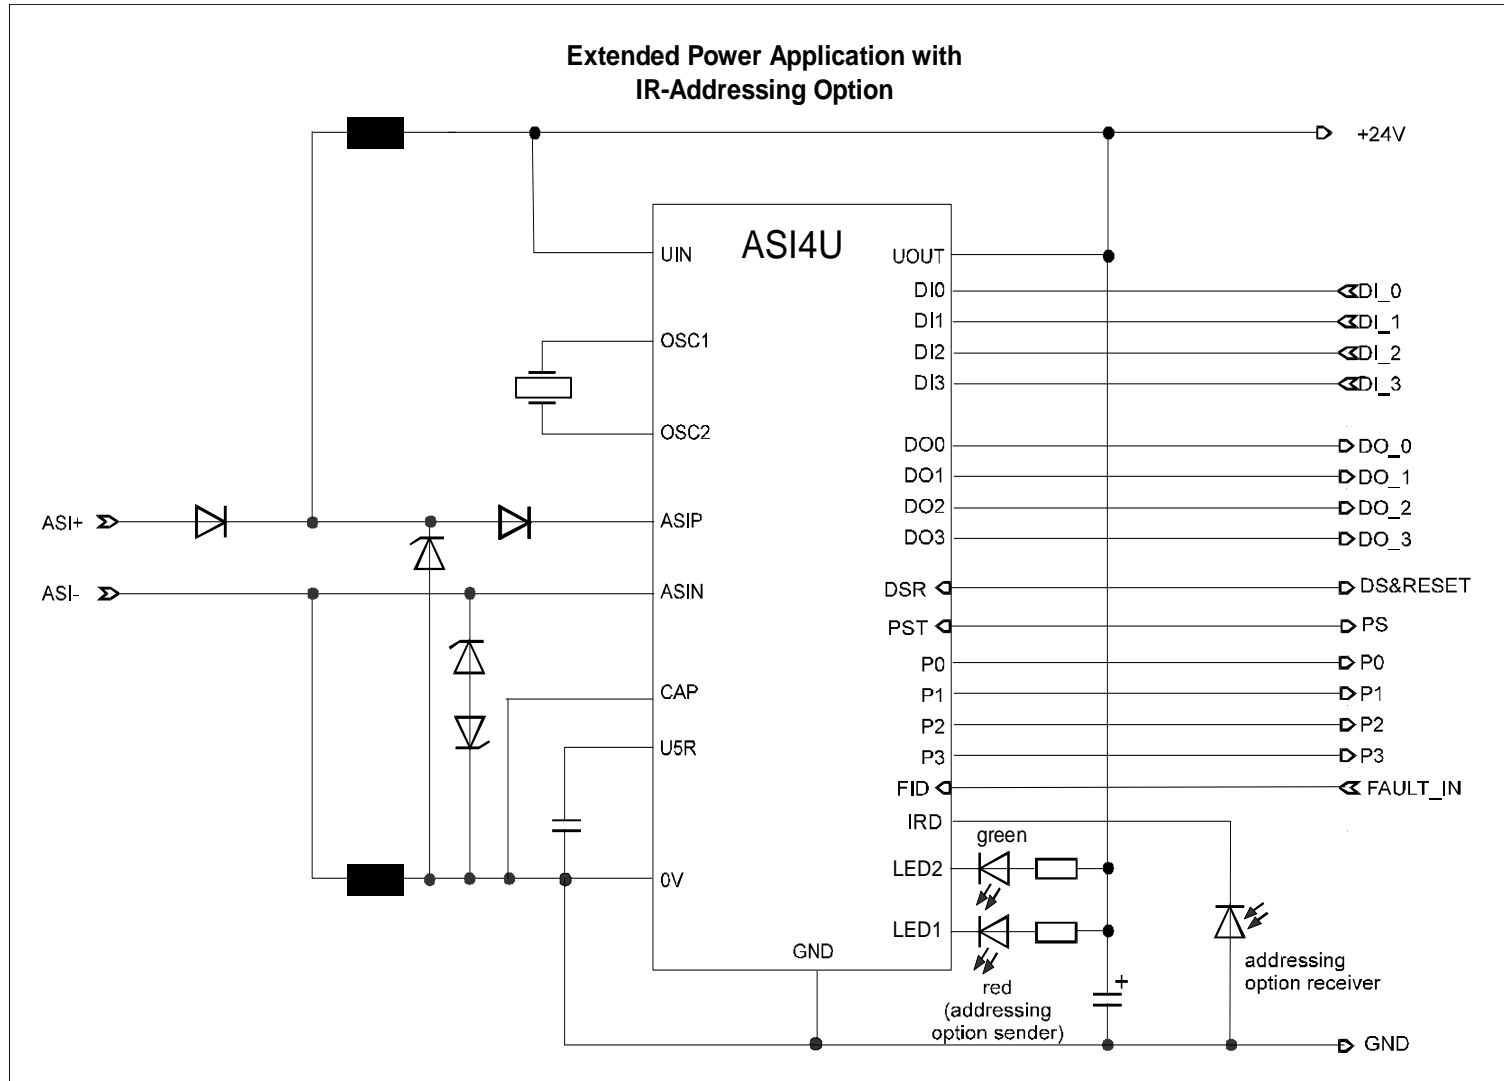 Extended Power Application with
IR-Addressing Option
+24V
ASI4U
UIN
UOUT
DI0
DI_0
DI1
DI_1
OSC1
DI2
DI_2
DI3
DI_3
OSC2
DO0
DO_0
DO1
DO_1
DO2
DO_2
ASI+
ASIP
DO3
DO_3
ASI-
ASIN
DSR
DS&RESET
PST
PS
P0
P0
CAP
P1
P1
P2
P2
U5R
P3
P3
FID
FAULT_IN
IRD
green
LED2
0V
LED1
GND
addressing
option receiver
red
(addressing
option sender)
+
GND